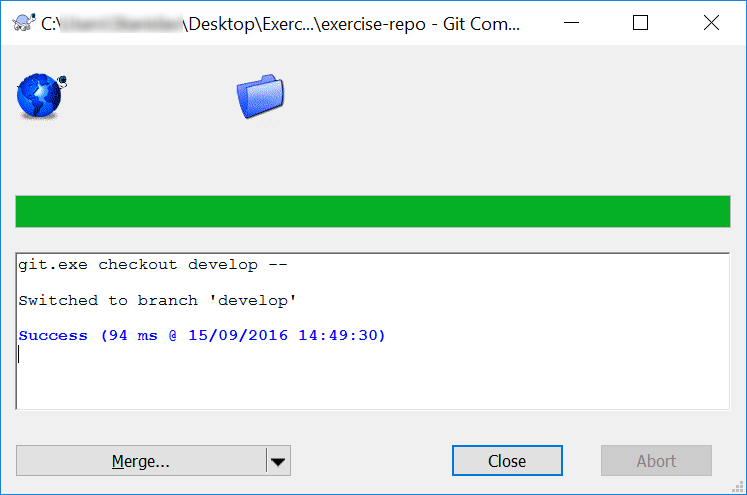 C:\ \Desktop\Exerc...\exercise-repo - Git Com...
git.exe checkout develop --
Switched to branch 'develop'
Success (94 ms @ 15/09/2016 14:49:30)
Merge...
Close
Abort